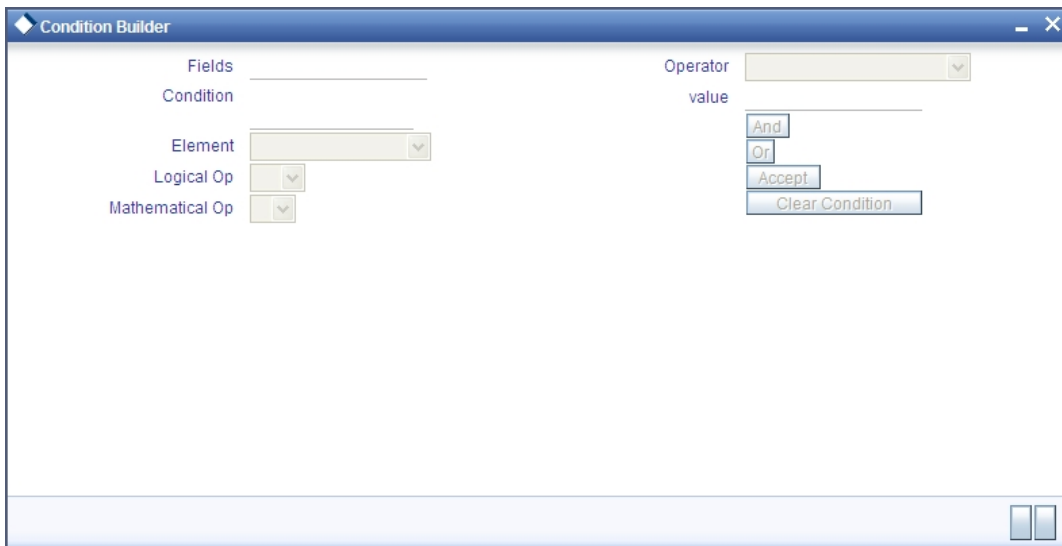 Condition Builder
Fields
Operator
Condition
value
And
Element
Or
Logical Op
Accept
Mathematical Op
Clear Condition